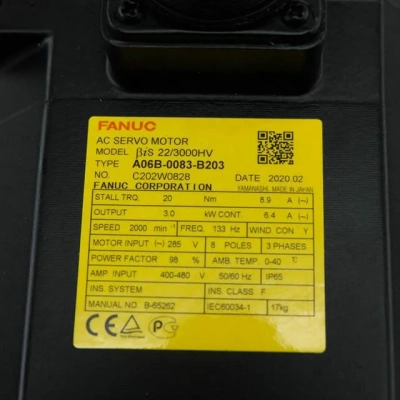 FANUC
AC SERVO MOTOR
MODEL βiS 22/3000HV
TYPE A06B-0083-B203
NO. C202W0828 DATE 2020.02
FANUC CORPORATION YAMANASHI, MADE IN JAPAN
STALL TRQ. 20 Nm 8.9 A (~)
OUTPUT 3.0 kW CONT. 6.4 A (~)
SPEED 2000 min⁻¹ FREQ. 133 Hz WIND CON Y
MOTOR INPUT (~) 285 V 8 POLES 3 PHASES
POWER FACTOR 98 % AMB. TEMP. 0-40 ℃
AMP. INPUT 400-480 V 50/60 Hz IP65
INS. SYSTEM INS. CLASS F
MANUAL NO. B-65262 IEC60034-1 17kg
CE